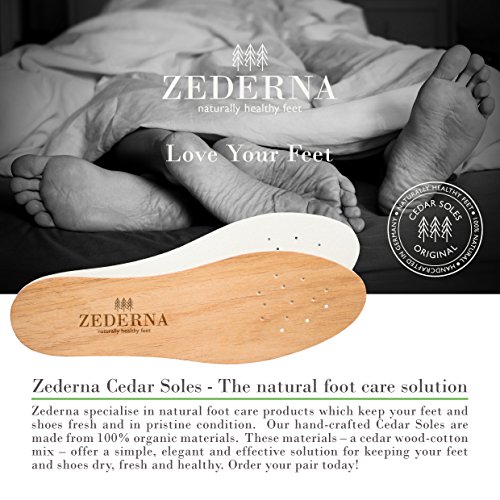 ZEDERNA
naturally healthy feet
Love Your Feet
NATURALLY HEALTHY FEET
100% NATURAL
HANDCRAFTED IN GERMANY
CEDAR SOLES
ORIGINAL
ZEDERNA
naturally healthy feet
Zederna Cedar Soles - The natural foot care solution
Zederna specialise in natural foot care products which keep your feet and
shoes fresh and in pristine condition. Our hand-crafted Cedar Soles are
made from 100% organic materials. These materials – a cedar wood-cotton
mix – offer a simple, elegant and effective solution for keeping your feet
and shoes dry, fresh and healthy. Order your pair today!